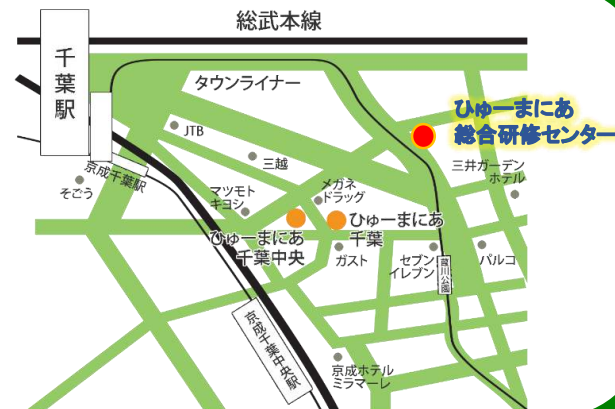 総武本線
千葉駅
タウンライナー
ひゅーまにあ
総合研修センター
JTB
三越
三井ガーデン
ホテル
京成千葉駅
そごう
マツモト
キヨシ
メガネ
ドラッグ
ひゅーまにあ
千葉中央
ひゅーまにあ
千葉
ガスト
セブン
イレブン
葭川公園
パルコ
京成千葉中央駅
京成ホテル
ミラマーレ